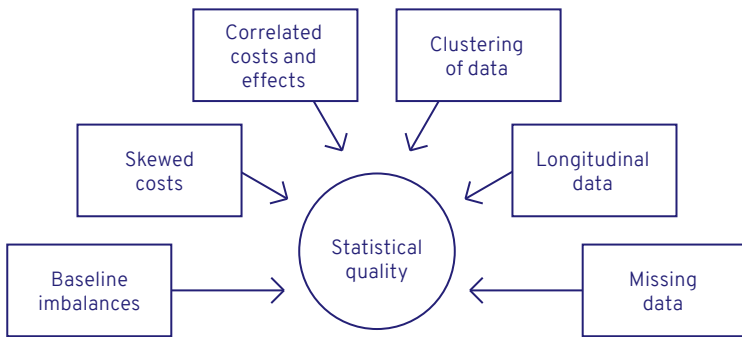 Correlated
costs and
effects
Clustering
of data
Skewed
costs
Longitudinal
data
Baseline
imbalances
Statistical
quality
Missing
data